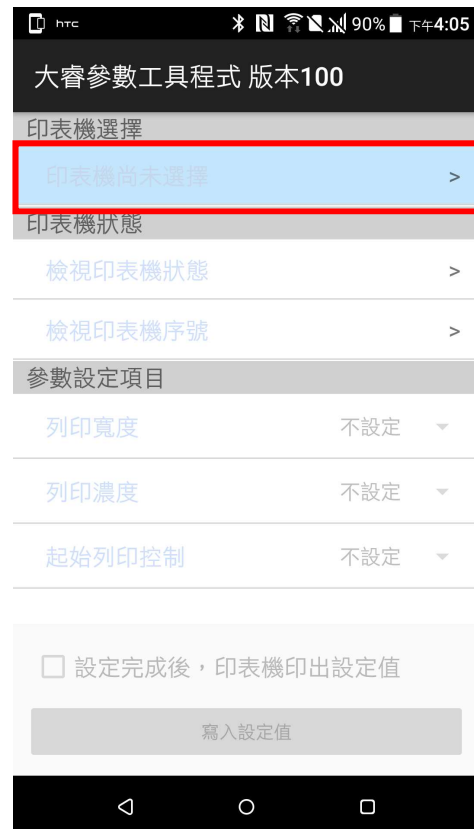 hTC 90% 下午4:05
大睿參數工具程式 版本100
印表機選擇
印表機尚未選擇 >
印表機狀態
檢視印表機狀態 >
檢視印表機序號 >
參數設定項目
列印寬度 不設定
列印濃度 不設定
起始列印控制 不設定
設定完成後，印表機印出設定值
寫入設定值